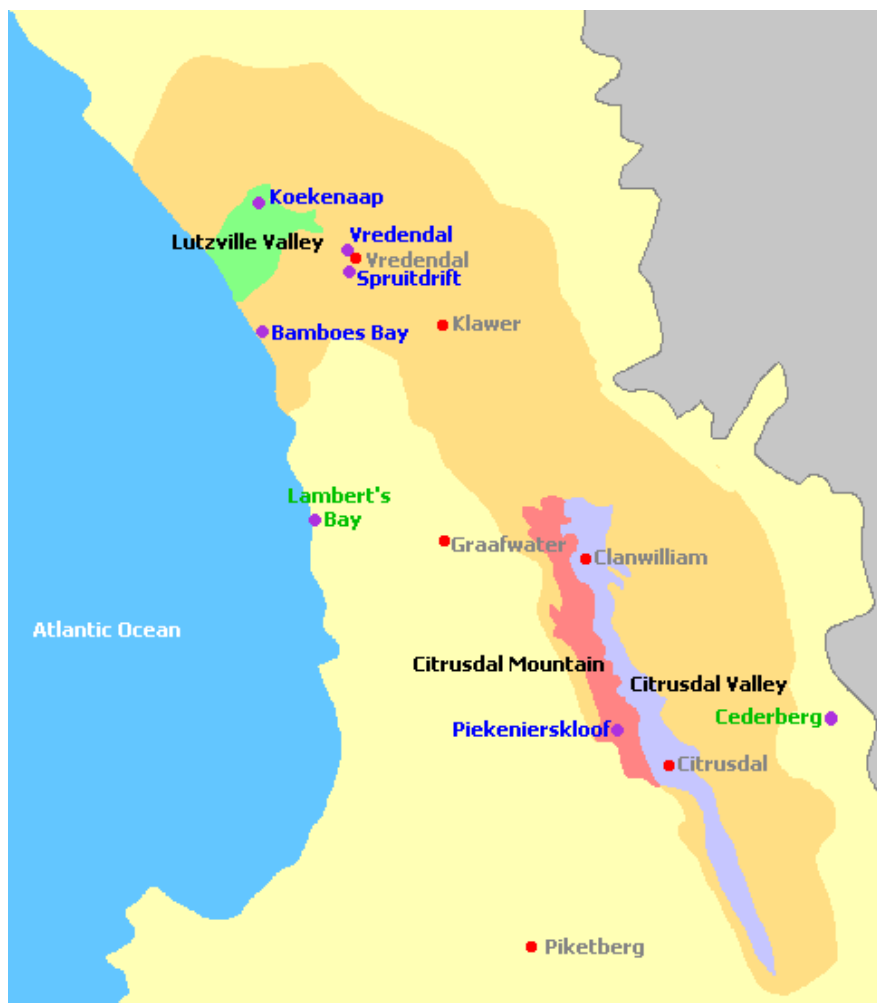 Koekenaap
Vredendal
Lutzville Valley
Vredendal
Spruitdrift
Klawer
Bamboes Bay
Lambert's
Bay
Graafwater
Clanwilliam
Atlantic Ocean
Citrusdal Mountain
Citrusdal Valley
Cederberg
Piekenierskloof
Citrusdal
Piketberg